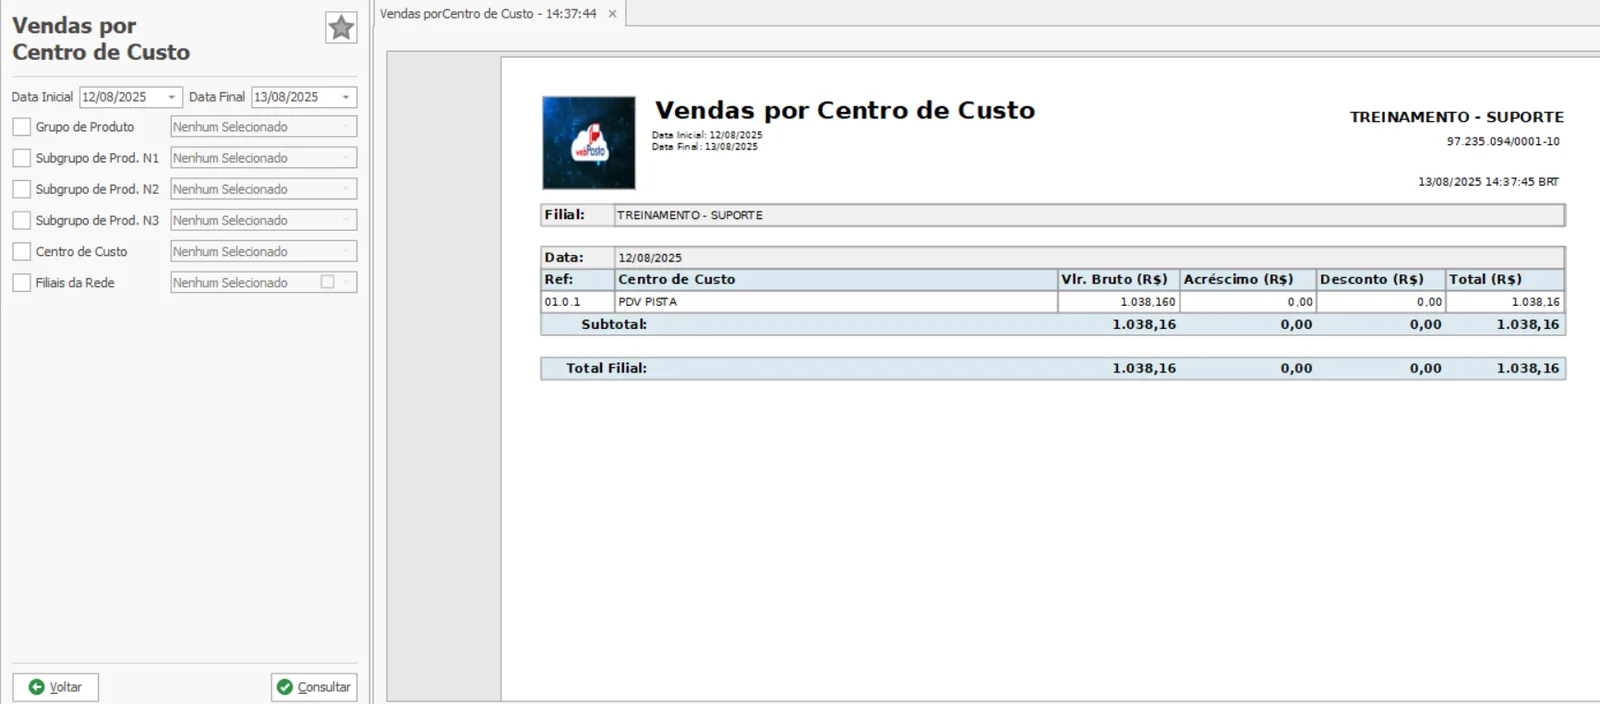 Vendas por
Centro de Custo
Data Inicial 12/08/2025 Data Final 13/08/2025
Grupo de Produto Nenhum Selecionado
Subgrupo de Prod. N1 Nenhum Selecionado
Subgrupo de Prod. N2 Nenhum Selecionado
Subgrupo de Prod. N3 Nenhum Selecionado
Centro de Custo Nenhum Selecionado
Filiais da Rede Nenhum Selecionado
Voltar Consultar
Vendas porCentro de Custo - 14:37:44
webPosto
Vendas por Centro de Custo
Data Inicial: 12/08/2025
Data Final: 13/08/2025
TREINAMENTO - SUPORTE
97.235.094/0001-10
13/08/2025 14:37:45 BRT
Filial: TREINAMENTO - SUPORTE
Data: 12/08/2025
Ref: Centro de Custo Vlr. Bruto (R$) Acréscimo (R$) Desconto (R$) Total (R$)
01.0.1 PDV PISTA 1.038,160 0,00 0,00 1.038,16
Subtotal: 1.038,16 0,00 0,00 1.038,16
Total Filial: 1.038,16 0,00 0,00 1.038,16